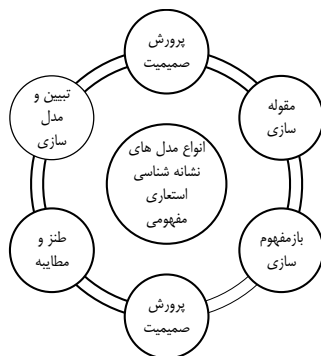 پرورش
صمیمیت
مقوله
سازی
بازمفهوم
سازی
پرورش
صمیمیت
طنز و
مطایبه
تبیین و
مدل
سازی
انواع مدل های
نشانه شناسی
استعاری
مفهومی